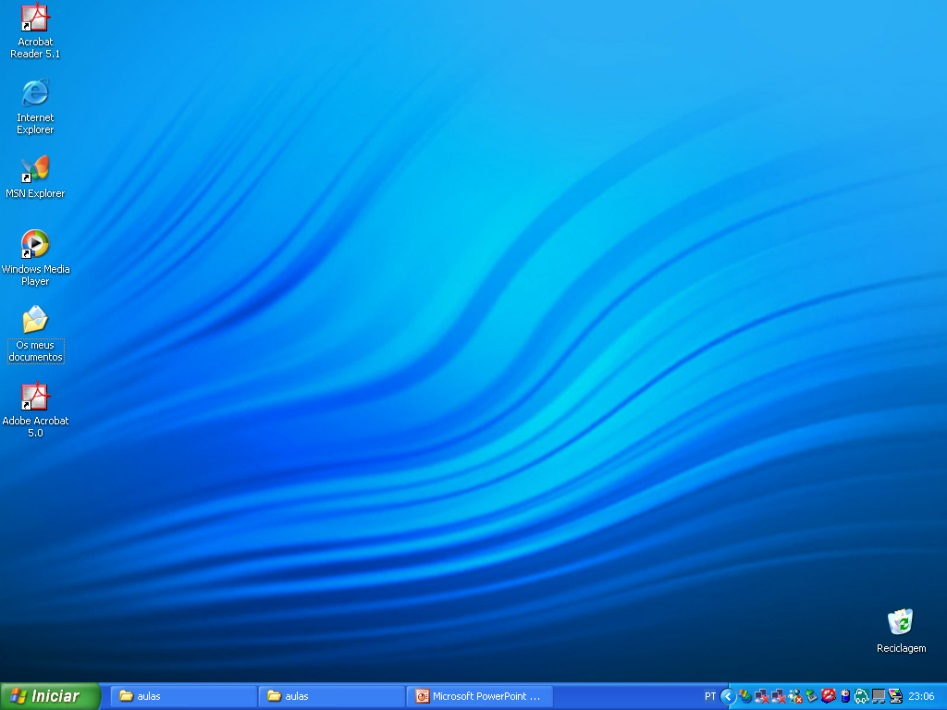 Acrobat
Reader 5.1
Internet
Explorer
MSN Explorer
Windows Media
Player
Os meus
documentos
Adobe Acrobat
5.0
Reciclagem
Iniciar
aulas
aulas
Microsoft PowerPoint ...
PT
23:06